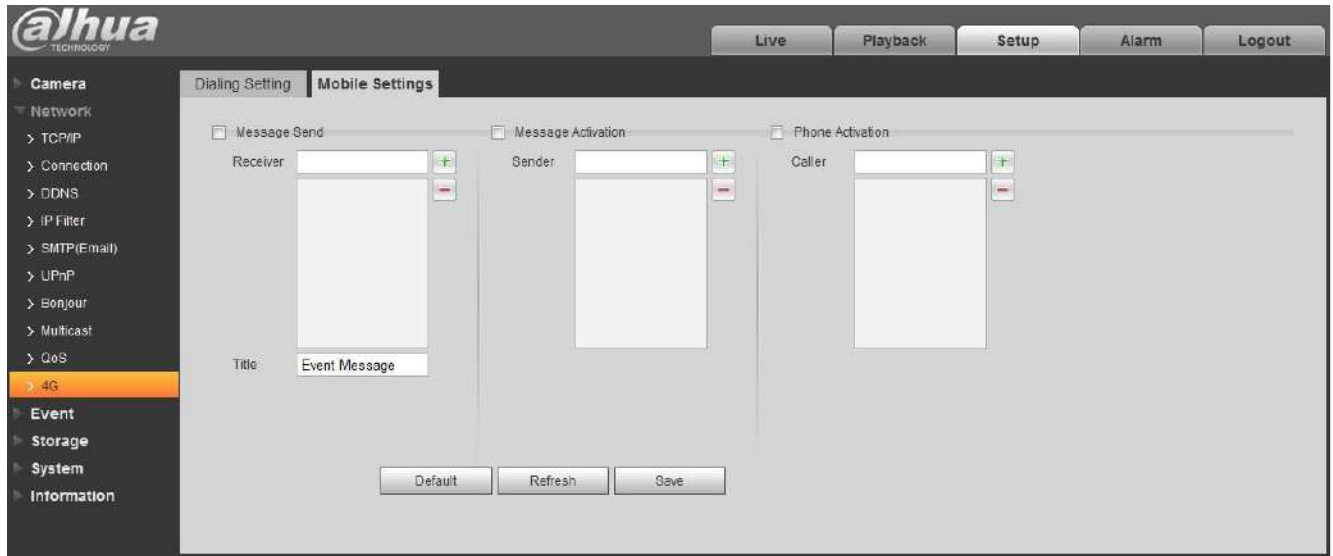 alhua
TECHNOLOGY
Live Playback Setup Alarm Logout
Camera
Network
TCP/IP
Connection
DDNS
IP Filter
SMTP(Email)
UPnP
Bonjour
Multicast
QoS
4G
Event
Storage
System
Information
Dialing Setting Mobile Settings
Message Send Message Activation Phone Activation
Receiver Sender Caller
Title Event Message
Default Refresh Save